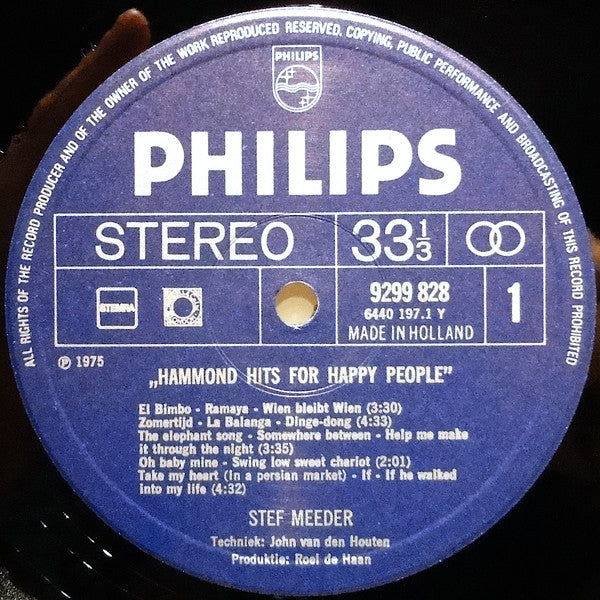 ALL RIGHTS OF THE RECORD PRODUCER AND OF THE OWNER OF THE WORK REPRODUCED RESERVED. COPYING, PUBLIC PERFORMANCE AND BROADCASTING OF THIS RECORD PROHIBITED
PHILIPS
PHILIPS
STEREO 33 1/3
STEMRA
9299 828
6440 197.1 Y
MADE IN HOLLAND
1
℗ 1975
„HAMMOND HITS FOR HAPPY PEOPLE”
El Bimbo - Ramaya - Wien bleibt Wien (3:30)
Zomertijd - La Balanga - Dinge-dong (4:33)
The elephant song - Somewhere between - Help me make
it through the night (3:35)
Oh baby mine - Swing low sweet chariot (2:01)
Take my heart (In a persian market) - If - If he walked
into my life (4:32)
STEF MEEDER
Techniek: John van den Houten
Produktie: Roel de Haan